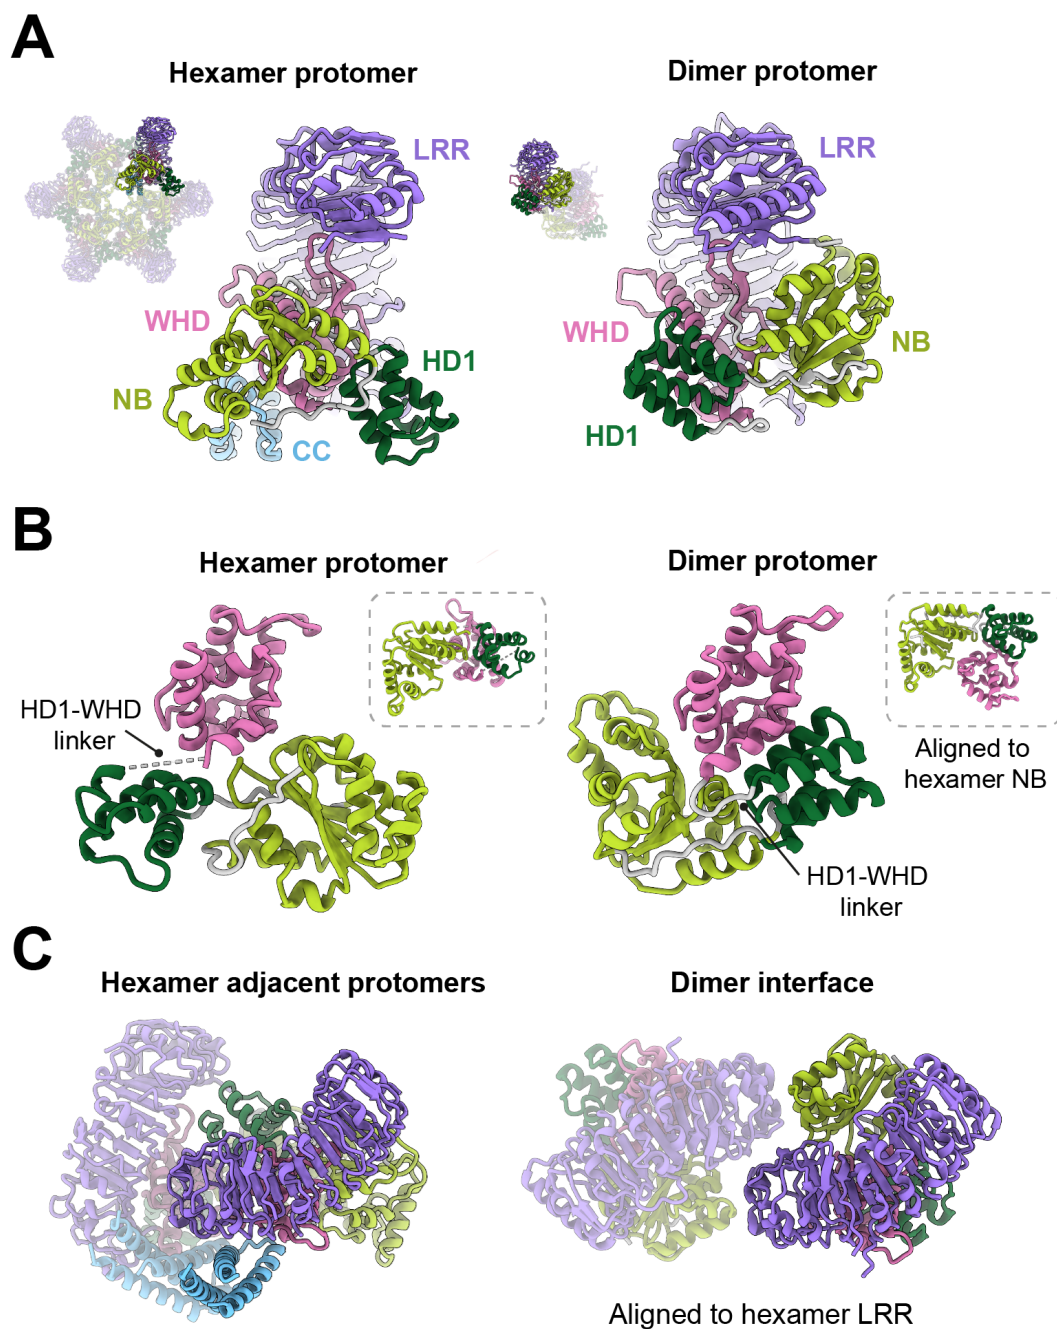 A
Hexamer protomer
Dimer protomer
LRR
LRR
WHD
WHD
HD1
NB
NB
CC
HD1
B
Hexamer protomer
Dimer protomer
HD1-WHD
linker
Aligned to
hexamer NB
HD1-WHD
linker
C
Hexamer adjacent protomers
Dimer interface
Aligned to hexamer LRR